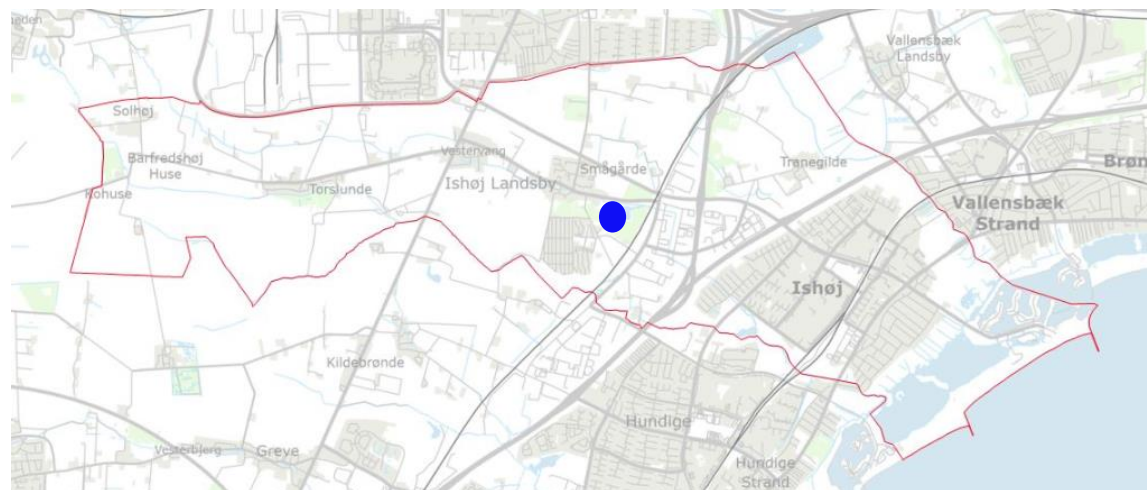 Vallensbæk
Landsby
Solhøj
Vestervang
Barfredshøj
Huse
Smågårde
Tranegilde
Brøn
Torslunde
Ishøj Landsby
Kohuse
Vallensbæk
Strand
Ishøj
Kildebrønde
Hundige
Vesterbjerg
Greve
Hundige
Strand